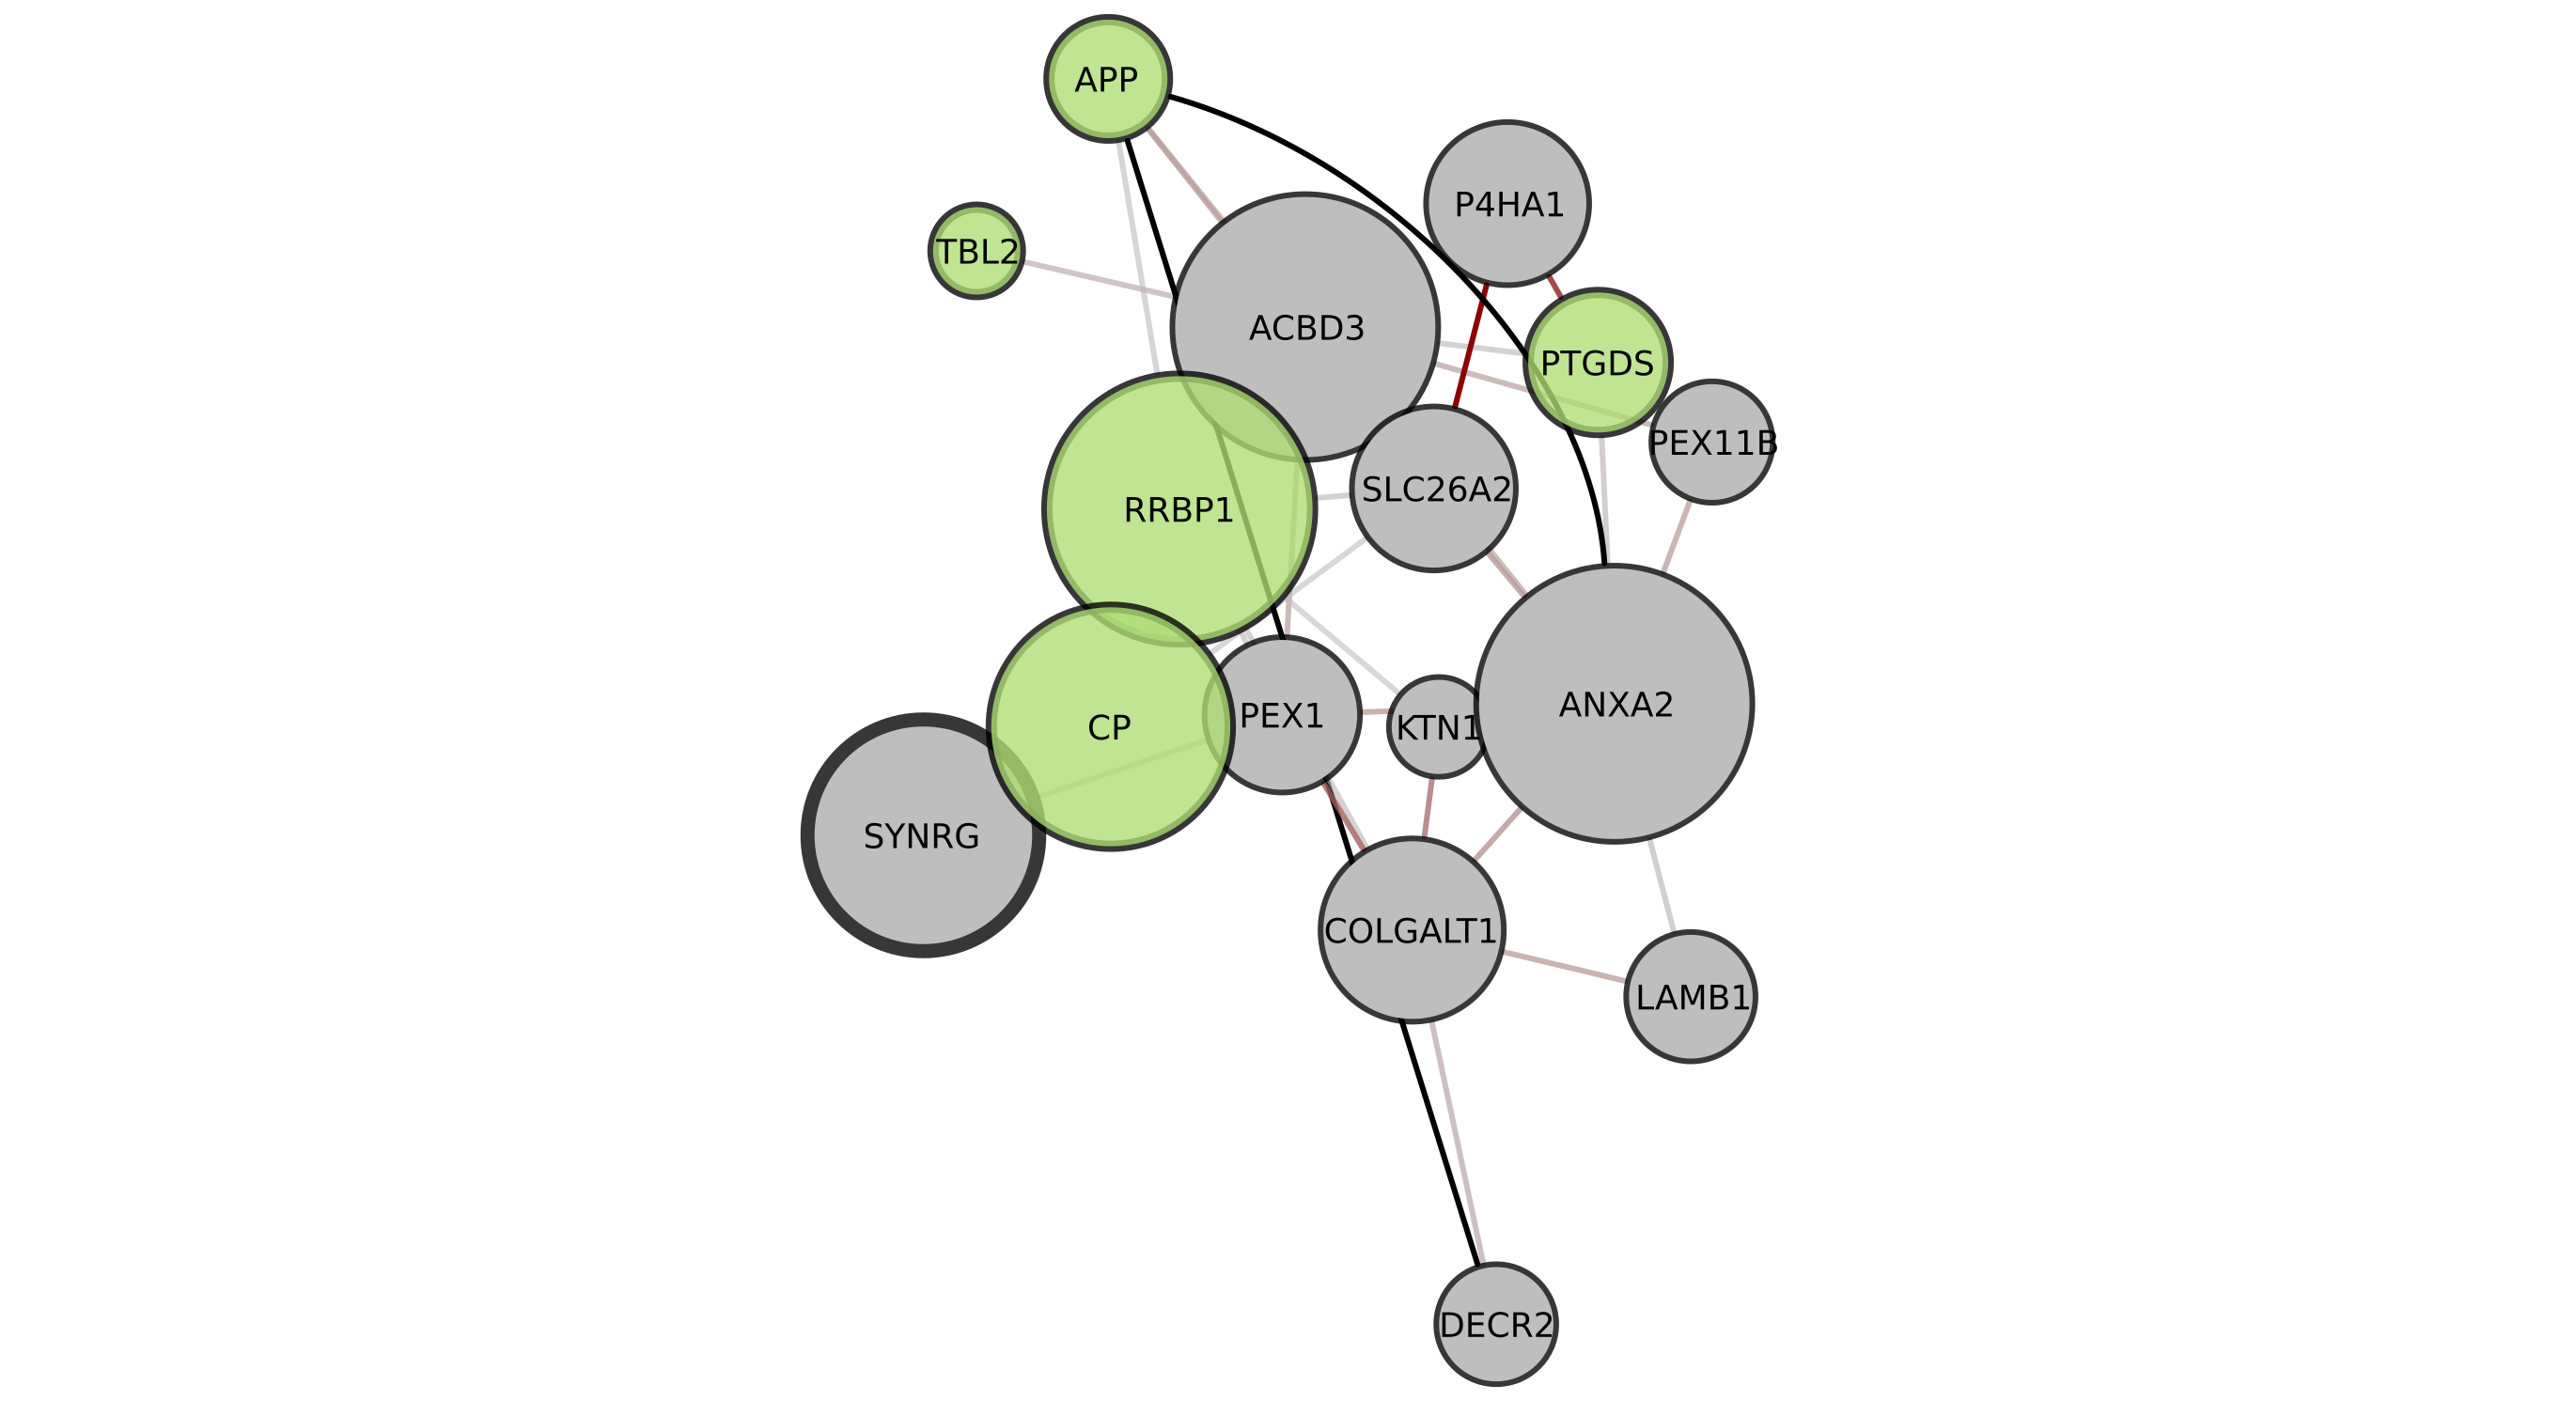 APP
P4HA1
TBL2
ACBD3
PTGDS
PEX11B
SLC26A2
RRBP1
ANXA2
PEX1
KTN1
CP
SYNRG
COLGALT1
LAMB1
DECR2